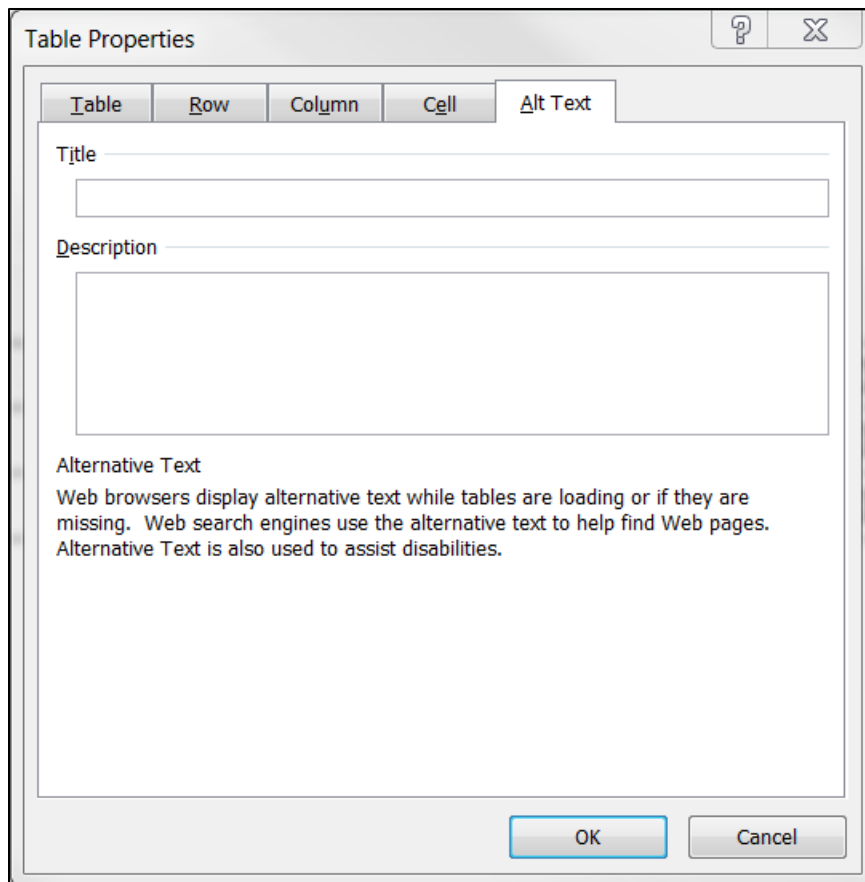 Table Properties
Table Row Column Cell Alt Text
Title
Description
Alternative Text
Web browsers display alternative text while tables are loading or if they are
missing.  Web search engines use the alternative text to help find Web pages.
Alternative Text is also used to assist disabilities.
OK Cancel